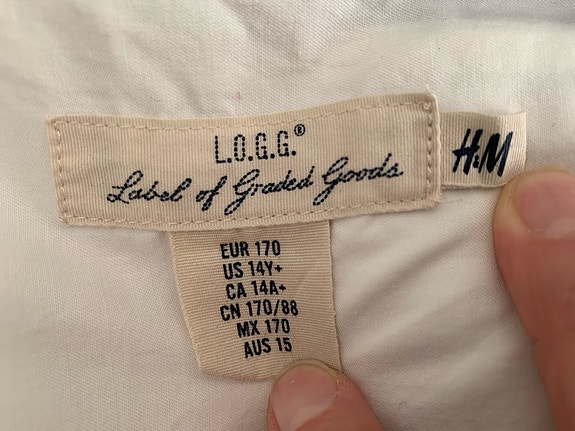 L.O.G.G.®
Label of Graded Goods
H&M
EUR 170
US 14Y+
CA 14A+
CN 170/88
MX 170
AUS 15